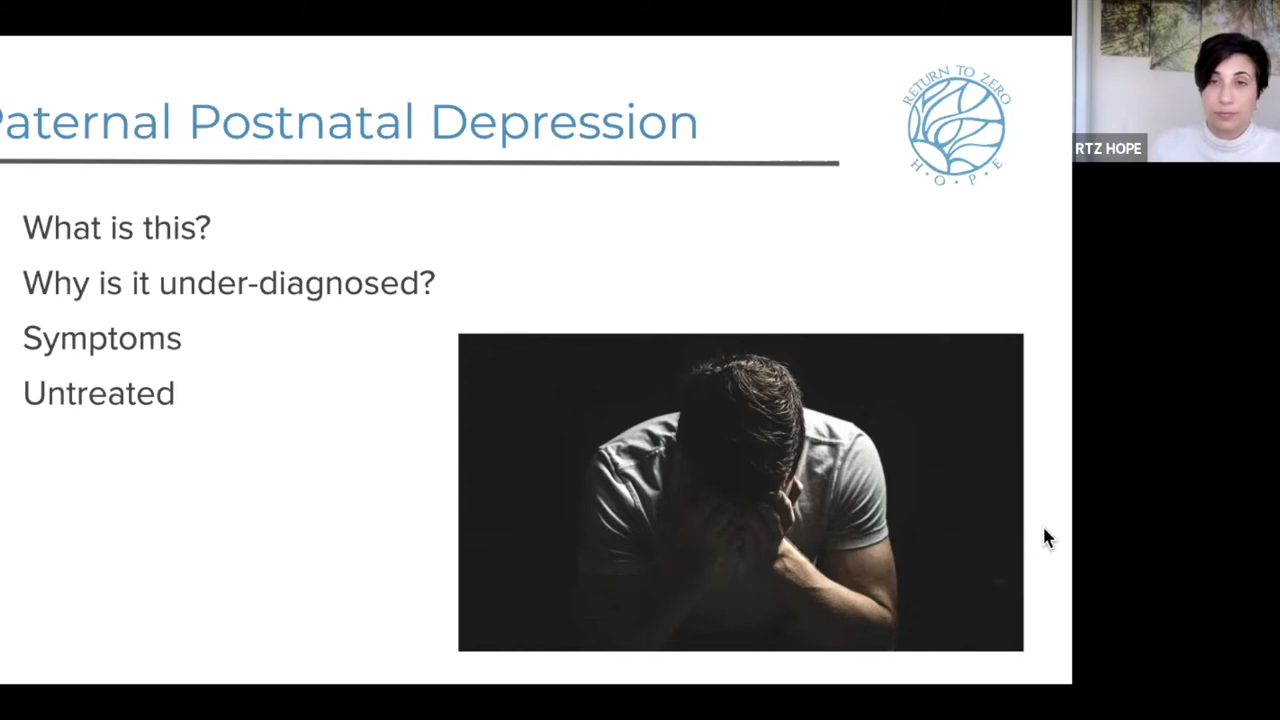 Paternal Postnatal Depression
RETURN TO ZERO
H·O·P·E
RTZ HOPE
What is this?
Why is it under-diagnosed?
Symptoms
Untreated